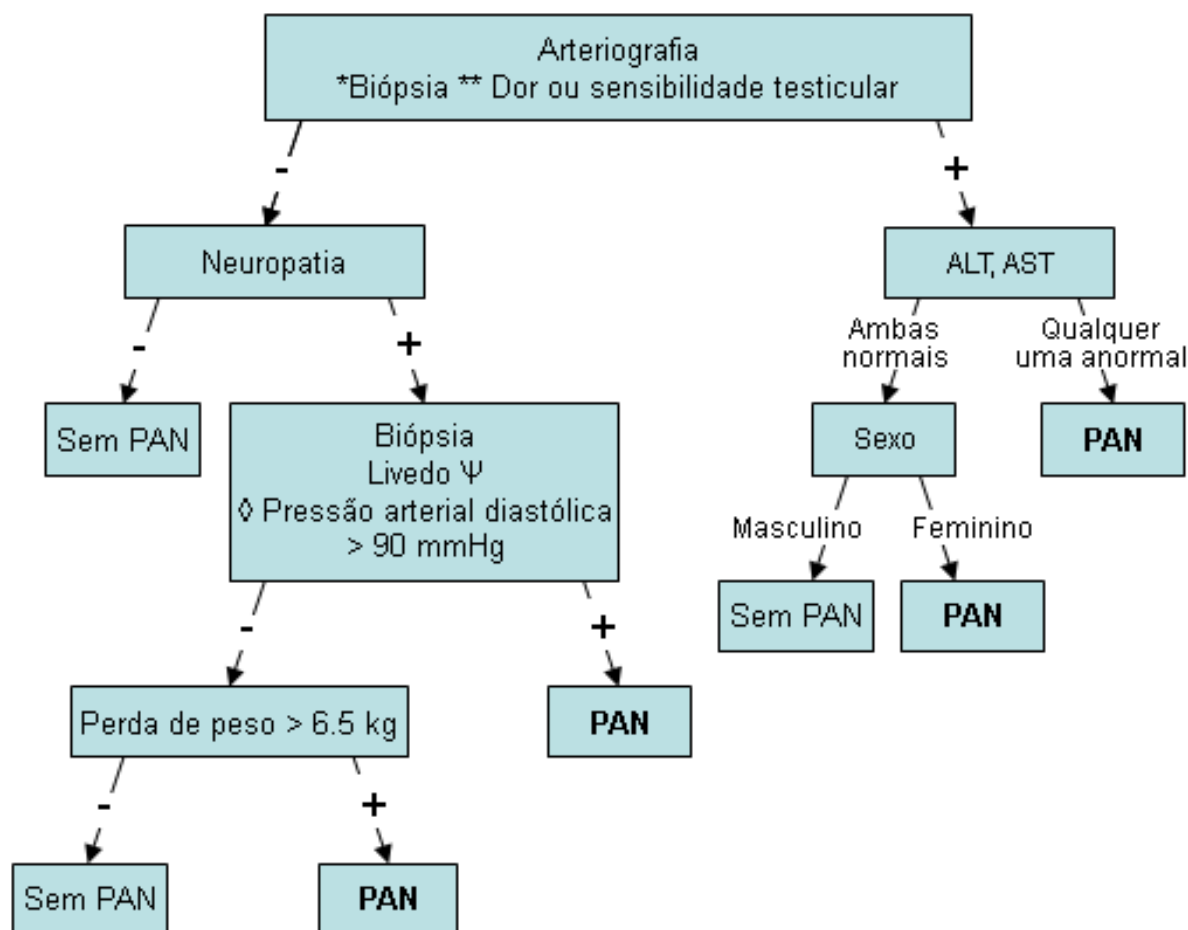 Arteriografia
*Biópsia ** Dor ou sensibilidade testicular
-
+
Neuropatia
ALT, AST
-
+
Ambas
normais
Qualquer
uma anormal
Sem PAN
Biópsia
Livedo Ψ
◊ Pressão arterial diastólica
> 90 mmHg
Sexo
PAN
Masculino
Feminino
-
+
Sem PAN
PAN
Perda de peso > 6.5 kg
PAN
-
+
Sem PAN
PAN